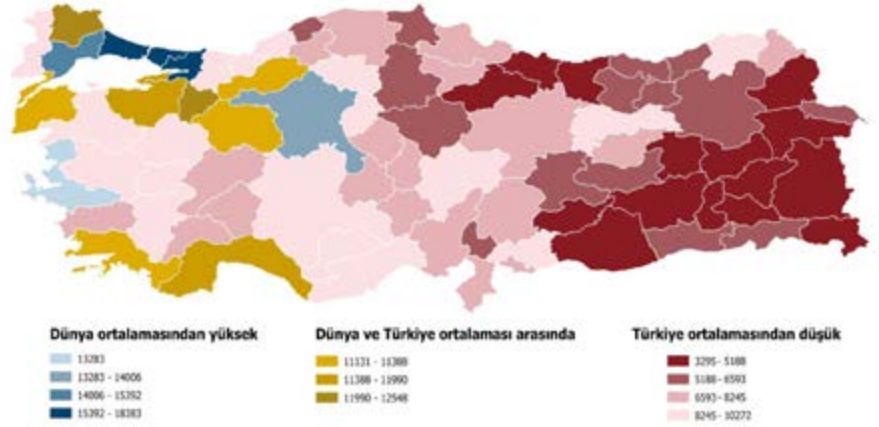 Dünya ortalamasından yüksek
13283
13283 - 14006
14006 - 15392
15392 - 18383
Dünya ve Türkiye ortalaması arasında
11131 - 11388
11388 - 11990
11990 - 12548
Türkiye ortalamasından düşük
3295 - 5188
5188 - 6593
6593 - 8245
8245 - 10272